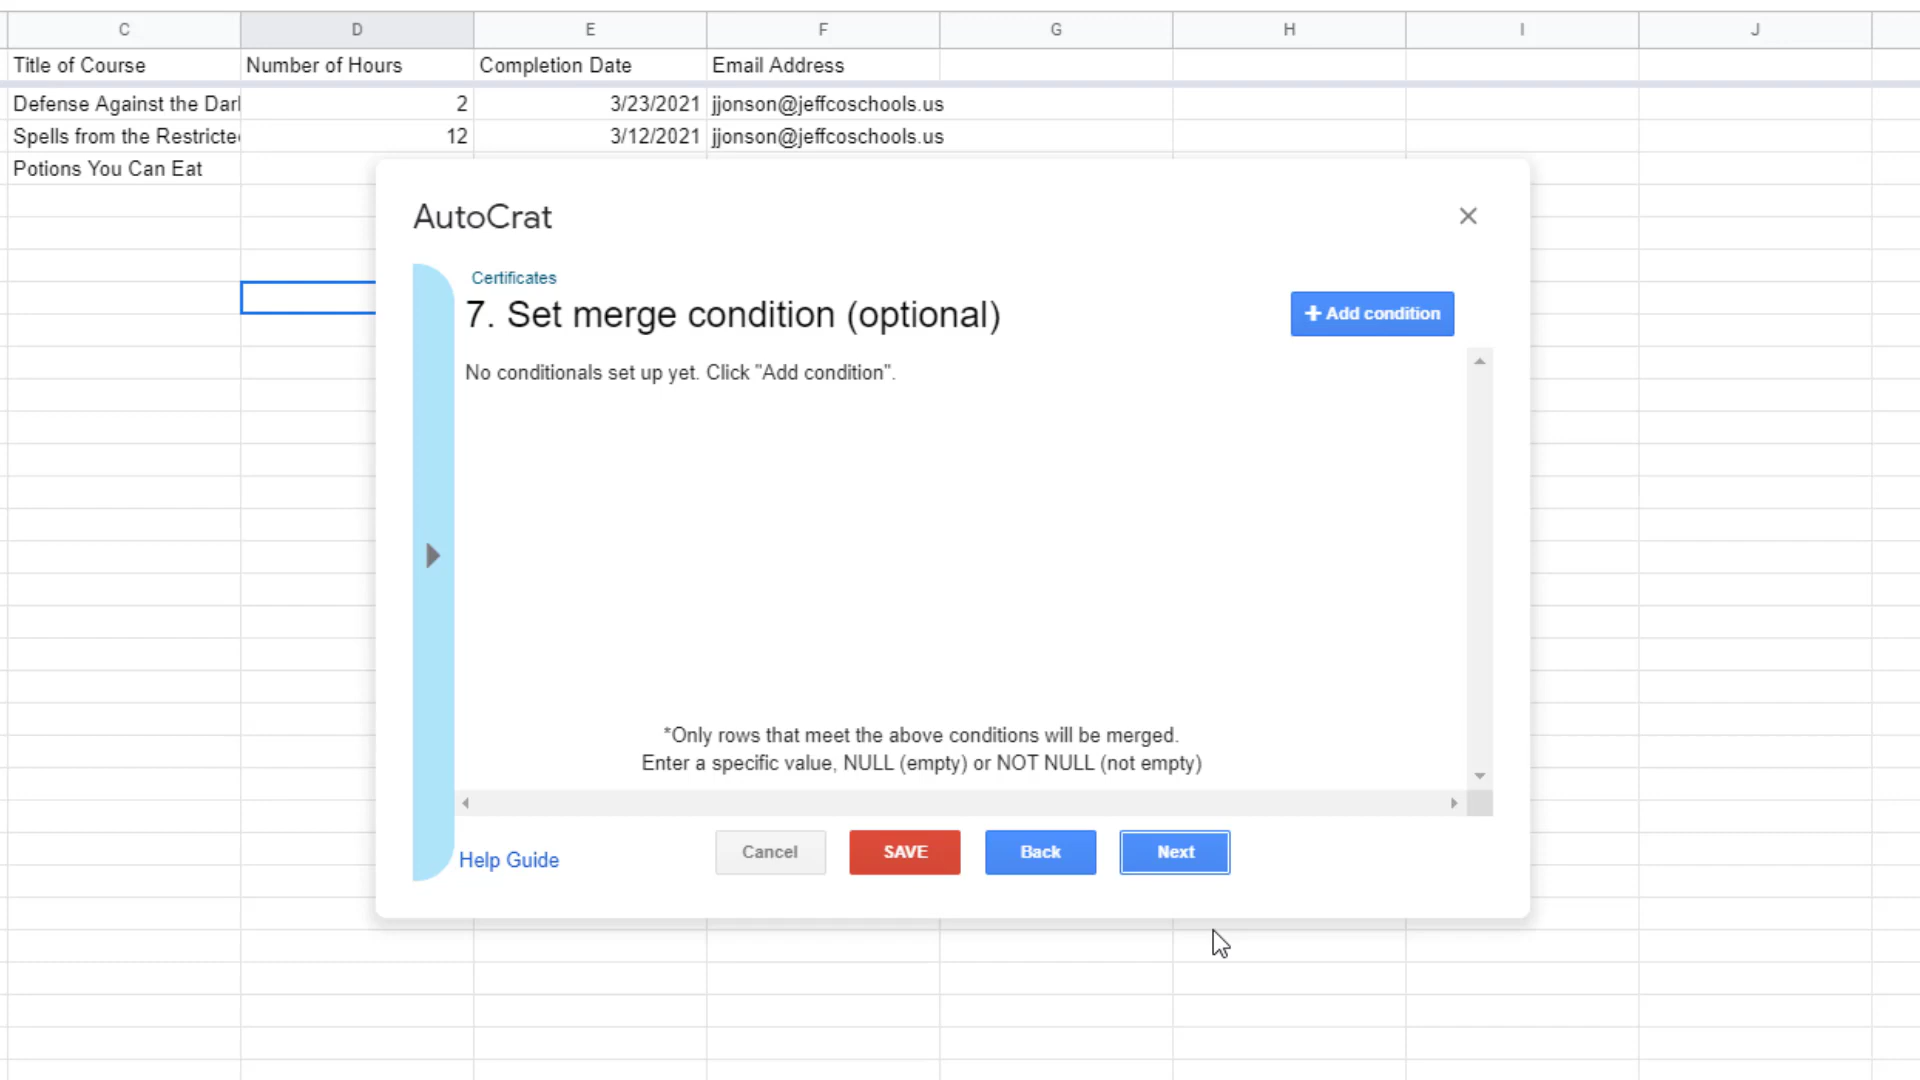 C D E F G H I J
Title of Course Number of Hours Completion Date Email Address
Defense Against the Dar 2 3/23/2021 jjonson@jeffcoschools.us
Spells from the Restricte 12 3/12/2021 jjonson@jeffcoschools.us
Potions You Can Eat
AutoCrat
Certificates
7. Set merge condition (optional)
+ Add condition
No conditionals set up yet. Click "Add condition".
*Only rows that meet the above conditions will be merged.
Enter a specific value, NULL (empty) or NOT NULL (not empty)
Help Guide
Cancel SAVE Back Next